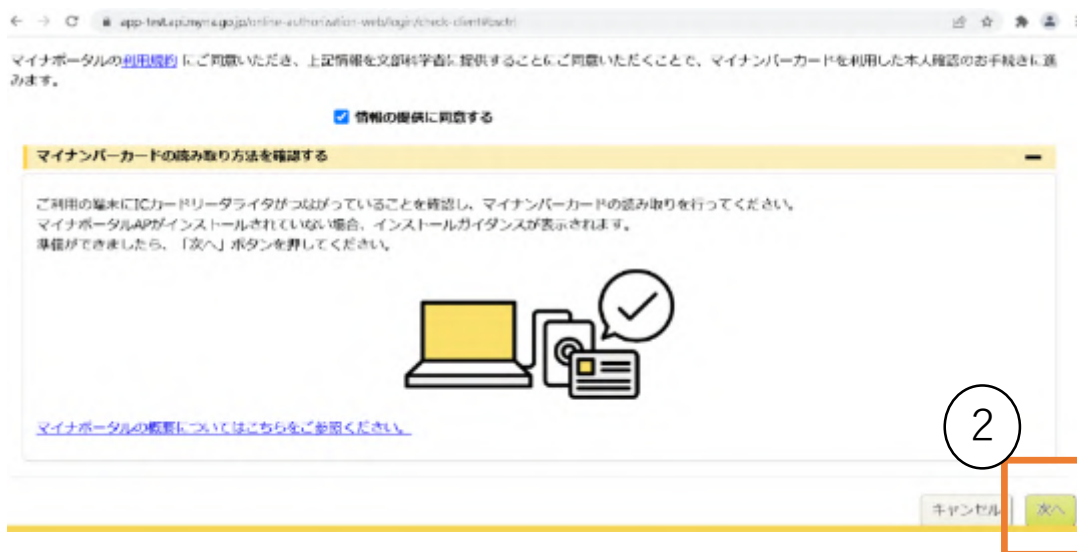 app-test.api.myna.go.jp/online-authorization-web/login/check-client#bsctrl
マイナポータルの利用規約 にご同意いただき、上記情報を文部科学省に提供することにご同意いただくことで、マイナンバーカードを利用した本人確認のお手続きに進
みます。
情報の提供に同意する
マイナンバーカードの読み取り方法を確認する
ご利用の端末にICカードリーダライタがつながっていることを確認し、マイナンバーカードの読み取りを行ってください。
マイナポータルAPがインストールされていない場合、インストールガイダンスが表示されます。
準備ができましたら、「次へ」ボタンを押してください。
マイナポータルの概要についてはこちらをご参照ください。
2
キャンセル
次へ